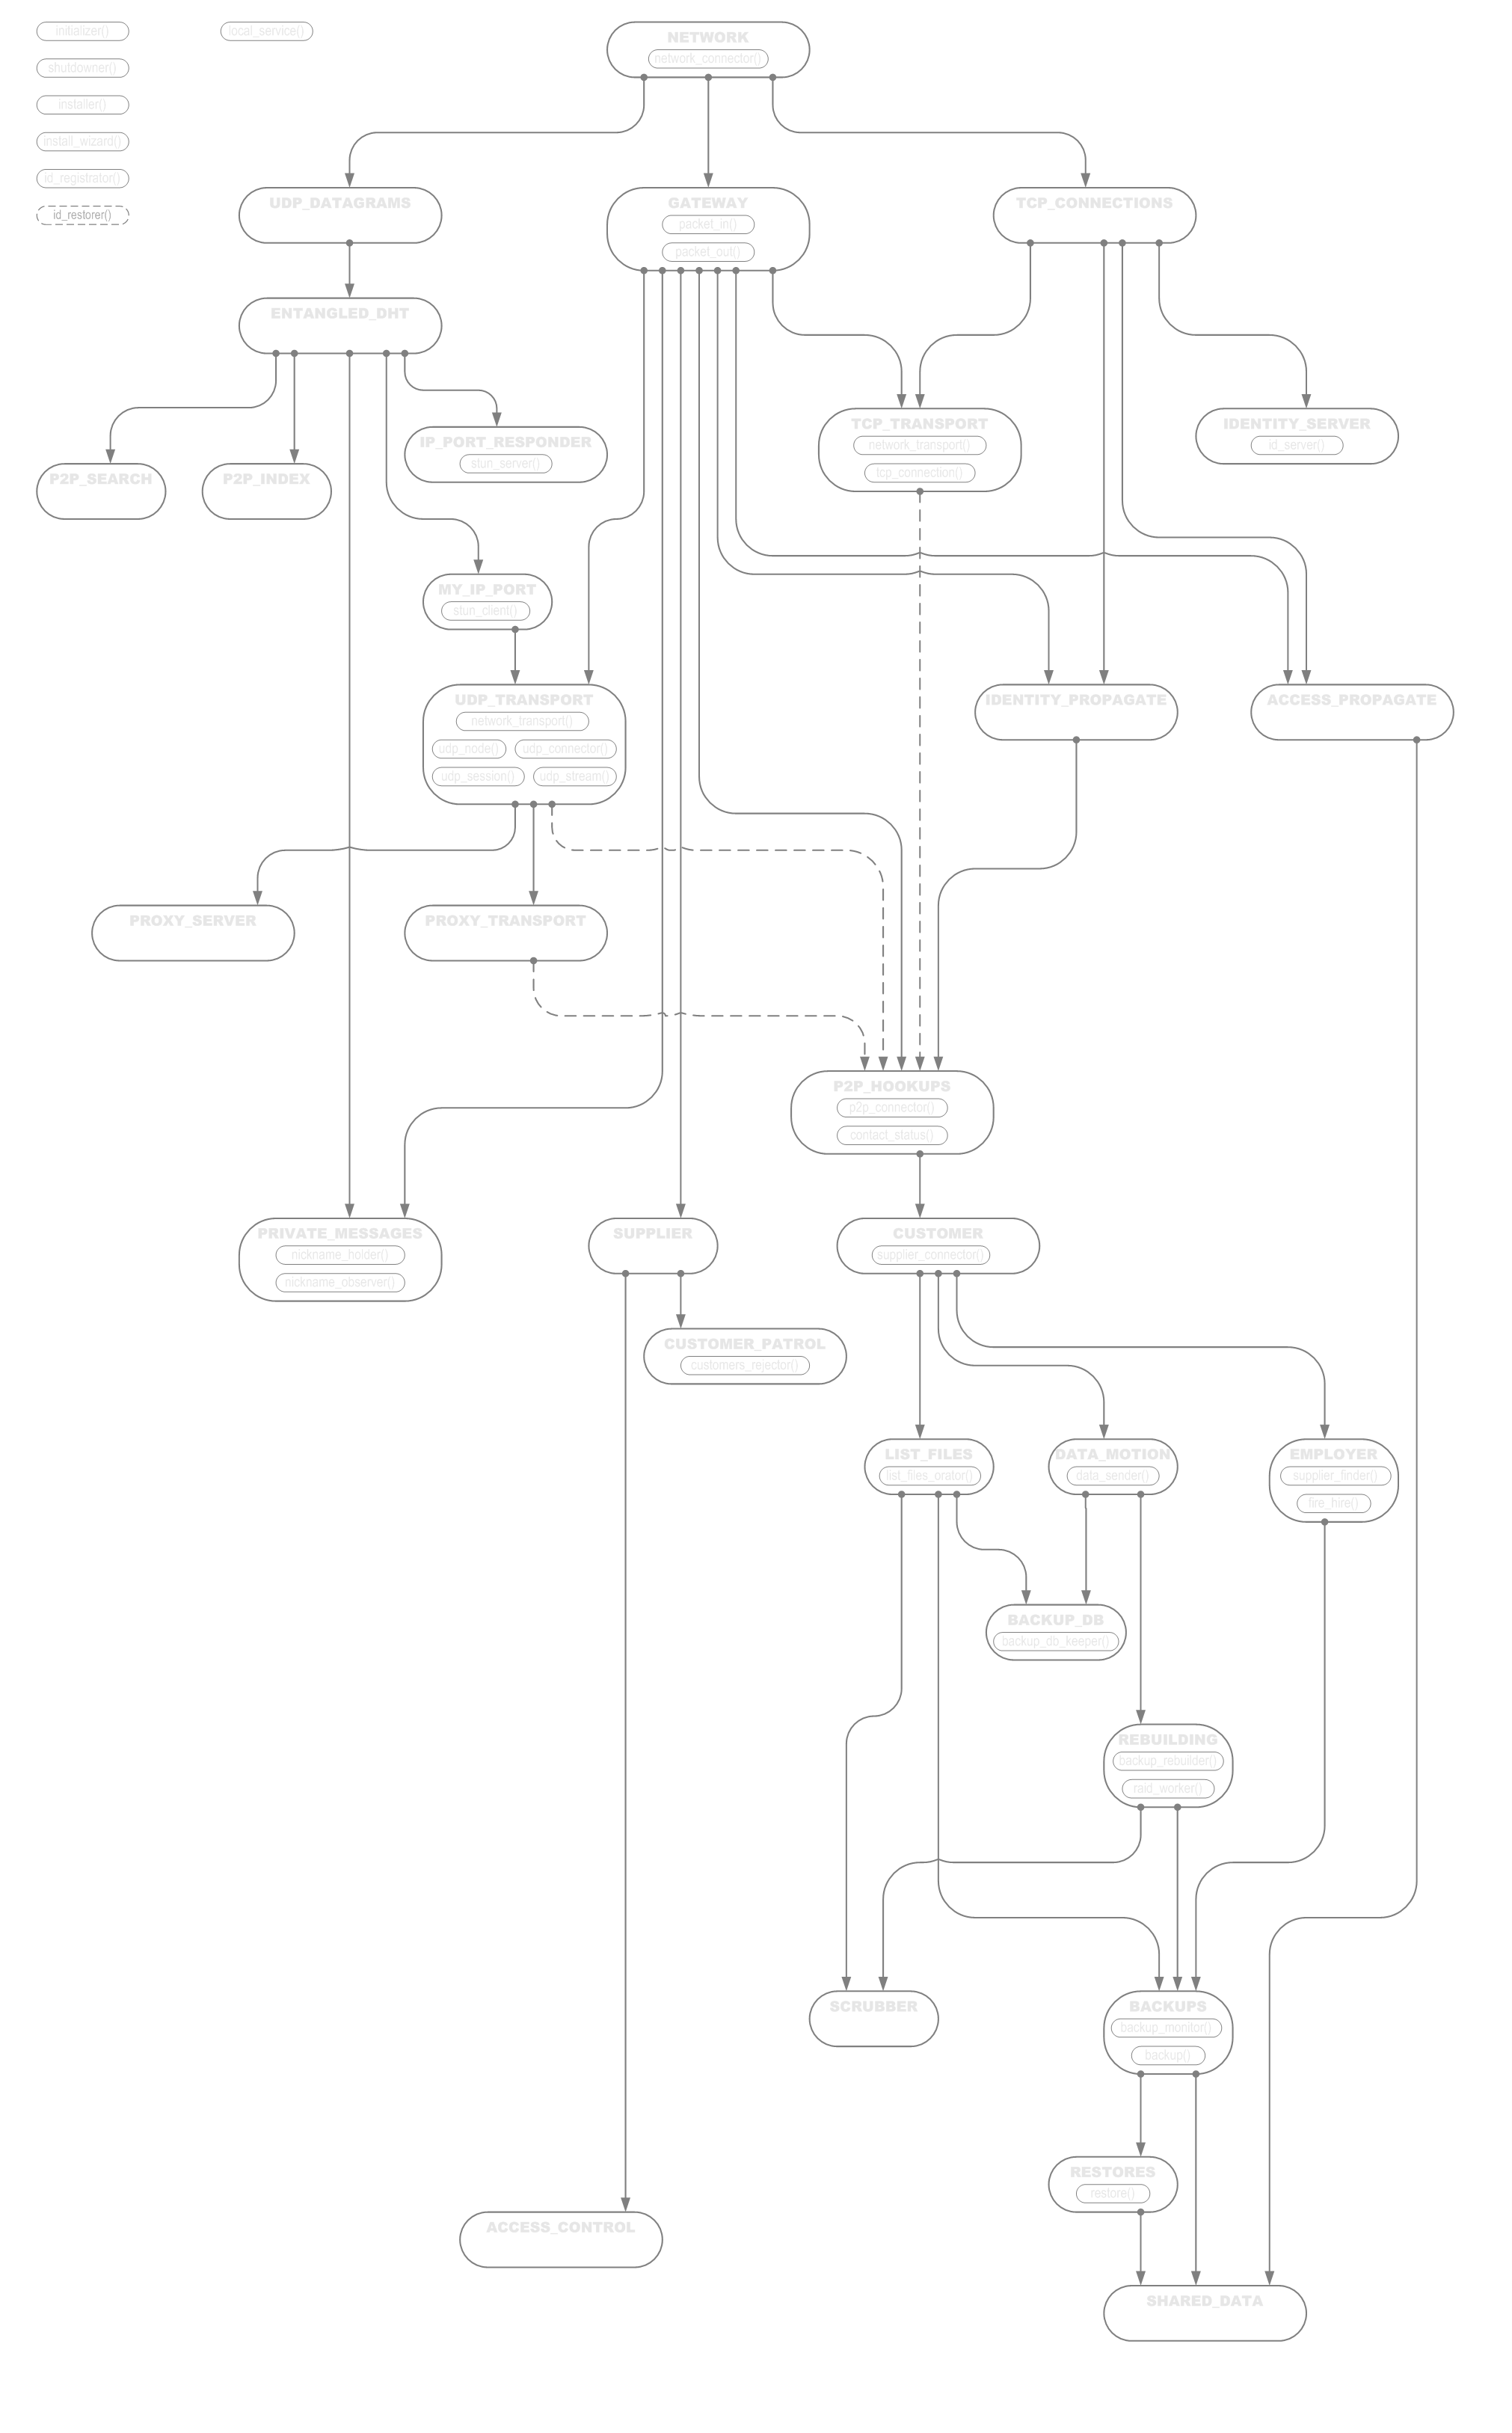 initializer()
local_service()
shutdowner()
installer()
install_wizard()
id_registrator()
id_restorer()
NETWORK
network_connector()
UDP_DATAGRAMS
GATEWAY
packet_in()
packet_out()
TCP_CONNECTIONS
ENTANGLED_DHT
IP_PORT_RESPONDER
stun_server()
TCP_TRANSPORT
network_transport()
tcp_connection()
IDENTITY_SERVER
id_server()
P2P_SEARCH
P2P_INDEX
MY_IP_PORT
stun_client()
UDP_TRANSPORT
network_transport()
udp_node()
udp_connector()
udp_session()
udp_stream()
IDENTITY_PROPAGATE
ACCESS_PROPAGATE
PROXY_SERVER
PROXY_TRANSPORT
P2P_HOOKUPS
p2p_connector()
contact_status()
PRIVATE_MESSAGES
nickname_holder()
nickname_observer()
SUPPLIER
CUSTOMER
supplier_connector()
CUSTOMER_PATROL
customers_rejector()
LIST_FILES
list_files_orator()
DATA_MOTION
data_sender()
EMPLOYER
supplier_finder()
fire_hire()
BACKUP_DB
backup_db_keeper()
REBUILDING
backup_rebuilder()
raid_worker()
SCRUBBER
BACKUPS
backup_monitor()
backup()
RESTORES
restore()
ACCESS_CONTROL
SHARED_DATA